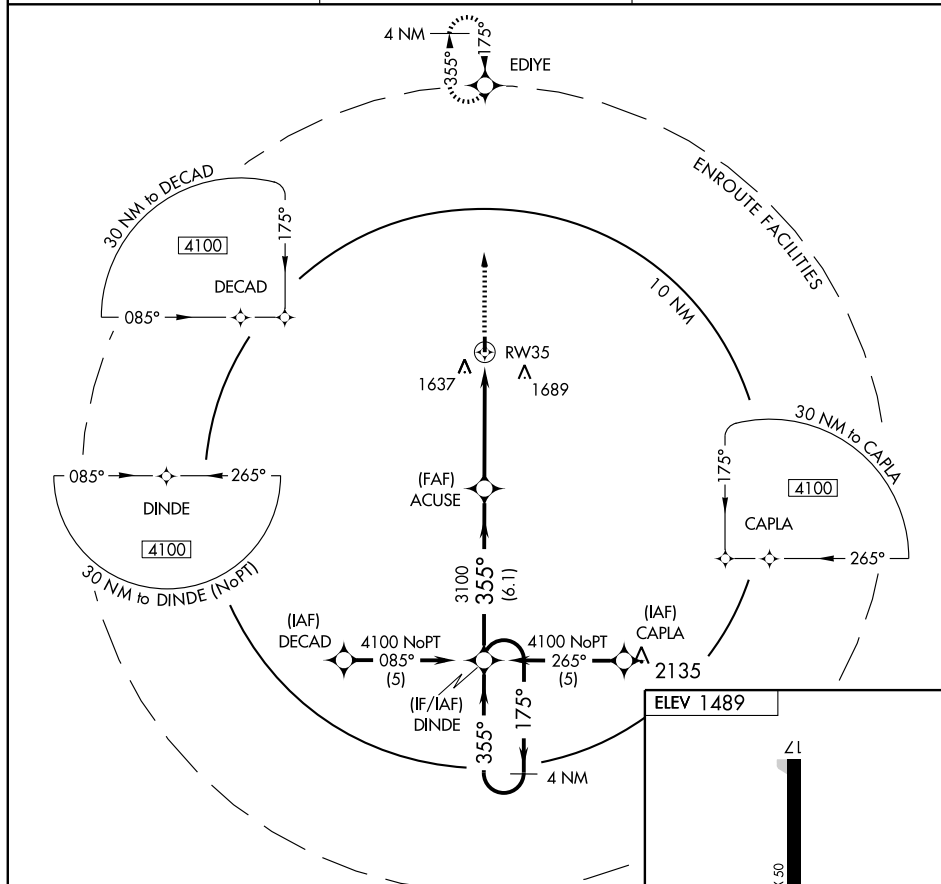 4 NM
355°
175°
EDIYE
ENROUTE FACILITIES
30 NM to DECAD
4100
175°
DECAD
085°
10 NM
RW35
1637
1689
30 NM to CAPLA
175°
4100
CAPLA
265°
085°
265°
DINDE
4100
30 NM to DINDE (NoPT)
(FAF)
ACUSE
3100
355°
(6.1)
(IAF)
DECAD
4100 NoPT
085°
(5)
(IF/IAF)
DINDE
4100 NoPT
265°
(5)
(IAF)
CAPLA
2135
355°
175°
4 NM
ELEV 1489
17
50